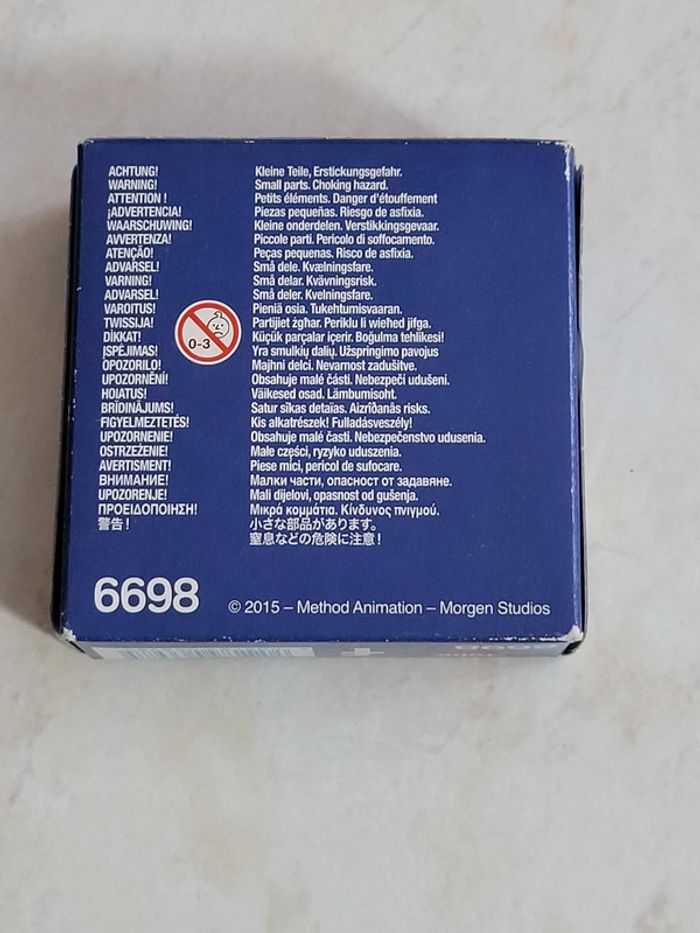 ACHTUNG! Kleine Teile, Erstickungsgefahr.
WARNING! Small parts. Choking hazard.
ATTENTION ! Petits éléments. Danger d'étouffement
¡ADVERTENCIA! Piezas pequeñas. Riesgo de asfixia.
WAARSCHUWING! Kleine onderdelen. Verstikkingsgevaar.
AVVERTENZA! Piccole parti. Pericolo di soffocamento.
ATENÇÃO! Peças pequenas. Risco de asfixia.
ADVARSEL! Små dele. Kvælningsfare.
VARNING! Små delar. Kvävningsrisk.
ADVARSEL! Små deler. Kvelningsfare.
VAROITUS! Pieniä osia. Tukehtumisvaaran.
TWISSIJA! Partijiet żgħar. Periklu li wieħed jifga.
DİKKAT! Küçük parçalar içerir. Boğulma tehlikesi!
ĮSPĖJIMAS! Yra smulkių dalių. Užspringimo pavojus
OPOZORILO! Majhni delci. Nevarnost zadušitve.
UPOZORNĚNÍ! Obsahuje malé části. Nebezpečí udušení.
HOIATUS! Väikesed osad. Lämbumisoht.
BRĪDINĀJUMS! Satur sīkas detaļas. Aizrīšanās risks.
FIGYELMEZTETÉS! Kis alkatrészek! Fulladásveszély!
UPOZORNENIE! Obsahuje malé časti. Nebezpečenstvo udusenia.
OSTRZEŻENIE! Małe części, ryzyko uduszenia.
AVERTISMENT! Piese mici, pericol de sufocare.
ВНИМАНИЕ! Малки части, опасност от задавяне.
UPOZORENJE! Mali dijelovi, opasnost od gušenja.
ΠΡΟΕΙΔΟΠΟΙΗΣΗ! Μικρά κομμάτια. Κίνδυνος πνιγμού.
警告! 小さな部品があります。
窒息などの危険に注意!
0-3
6698 © 2015 – Method Animation – Morgen Studios